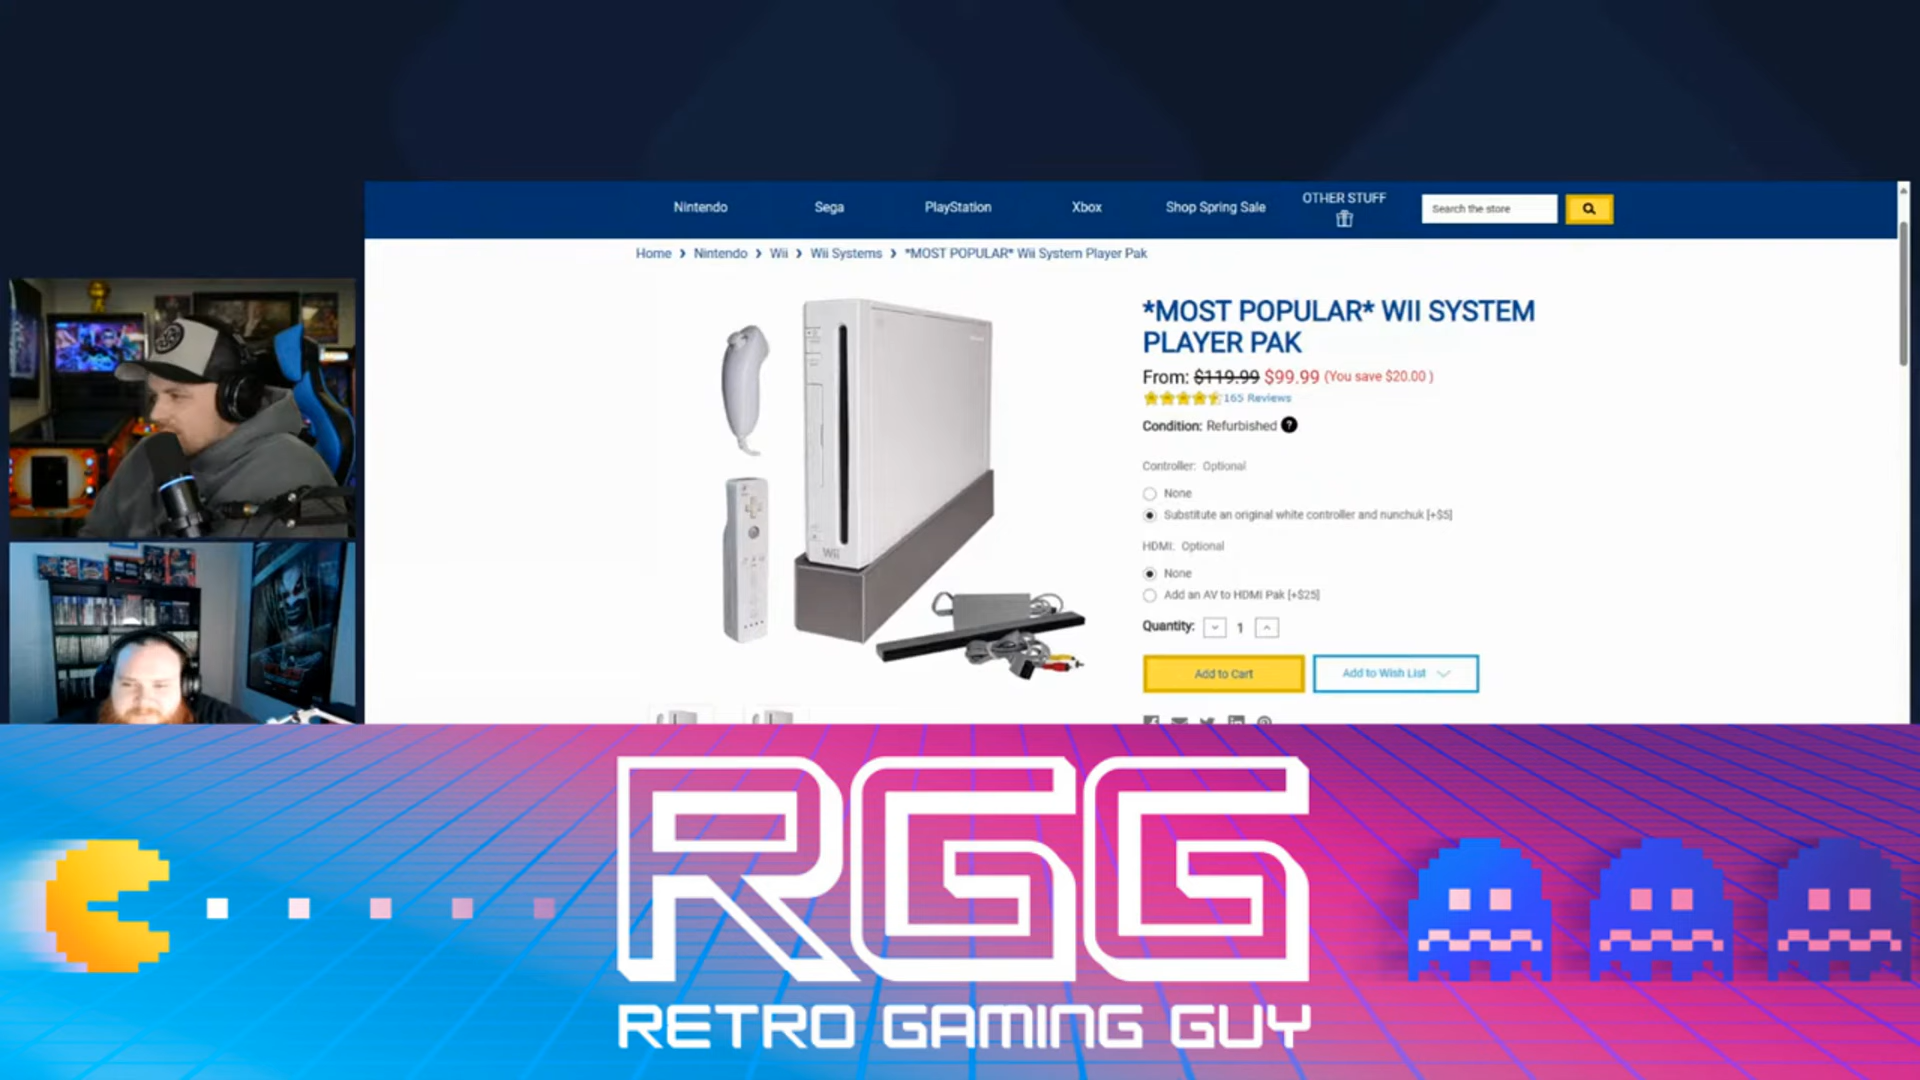 Nintendo
Sega
PlayStation
Xbox
Shop Spring Sale
OTHER STUFF
Search the store
Home > Nintendo > Wii > Wii Systems > *MOST POPULAR* Wii System Player Pak
*MOST POPULAR* WII SYSTEM
PLAYER PAK
From: $119.99 $99.99 (You save $20.00 )
165 Reviews
Condition: Refurbished ?
Controller: Optional
None
Substitute an original white controller and nunchuk [+$5]
HDMI: Optional
None
Add an AV to HDMI Pak [+$25]
Quantity: 1
Add to Cart
Add to Wish List
Wii
RGG
RETRO GAMING GUY